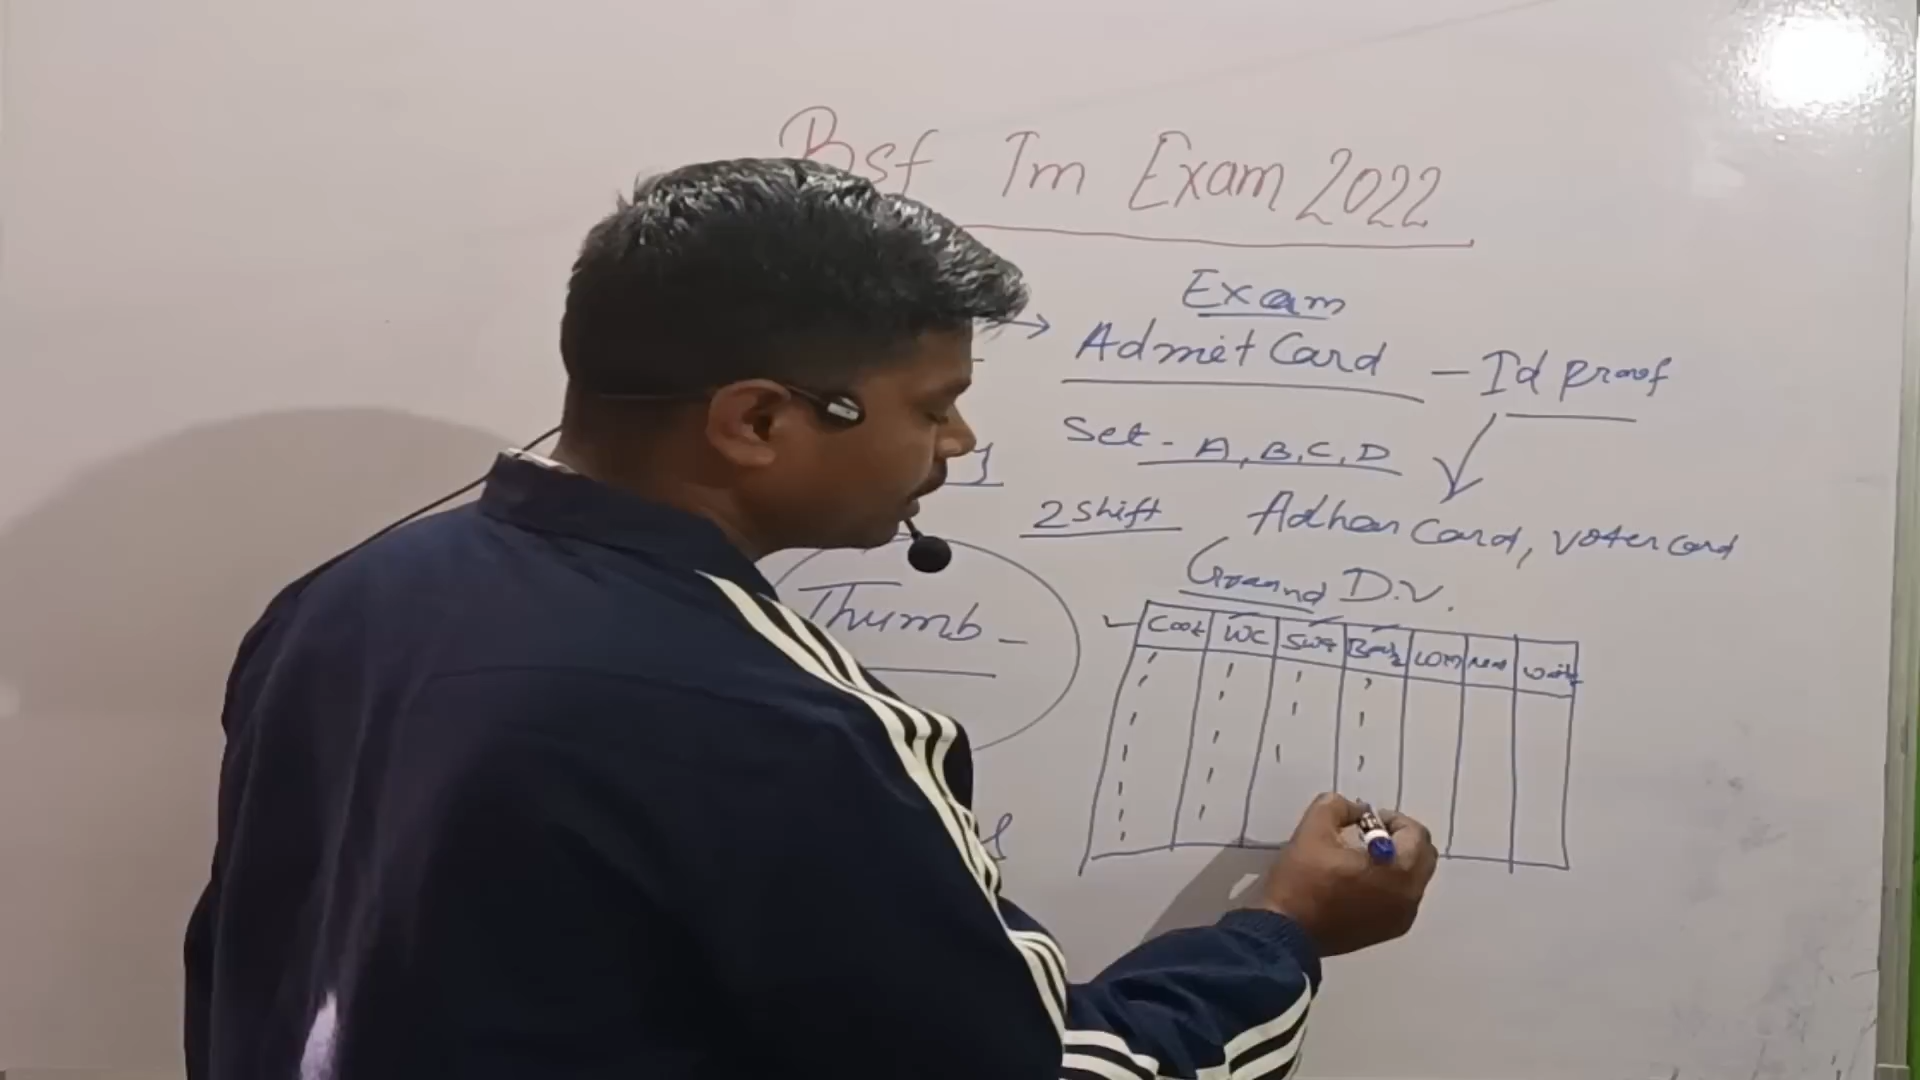 Bsf Tm Exam 2022
Exam
Admit Card - Id proof
Set - A, B, C, D
2 Shift
Adhar Card, Voter Card
Thumb -
Ground D.V.
Cook WC